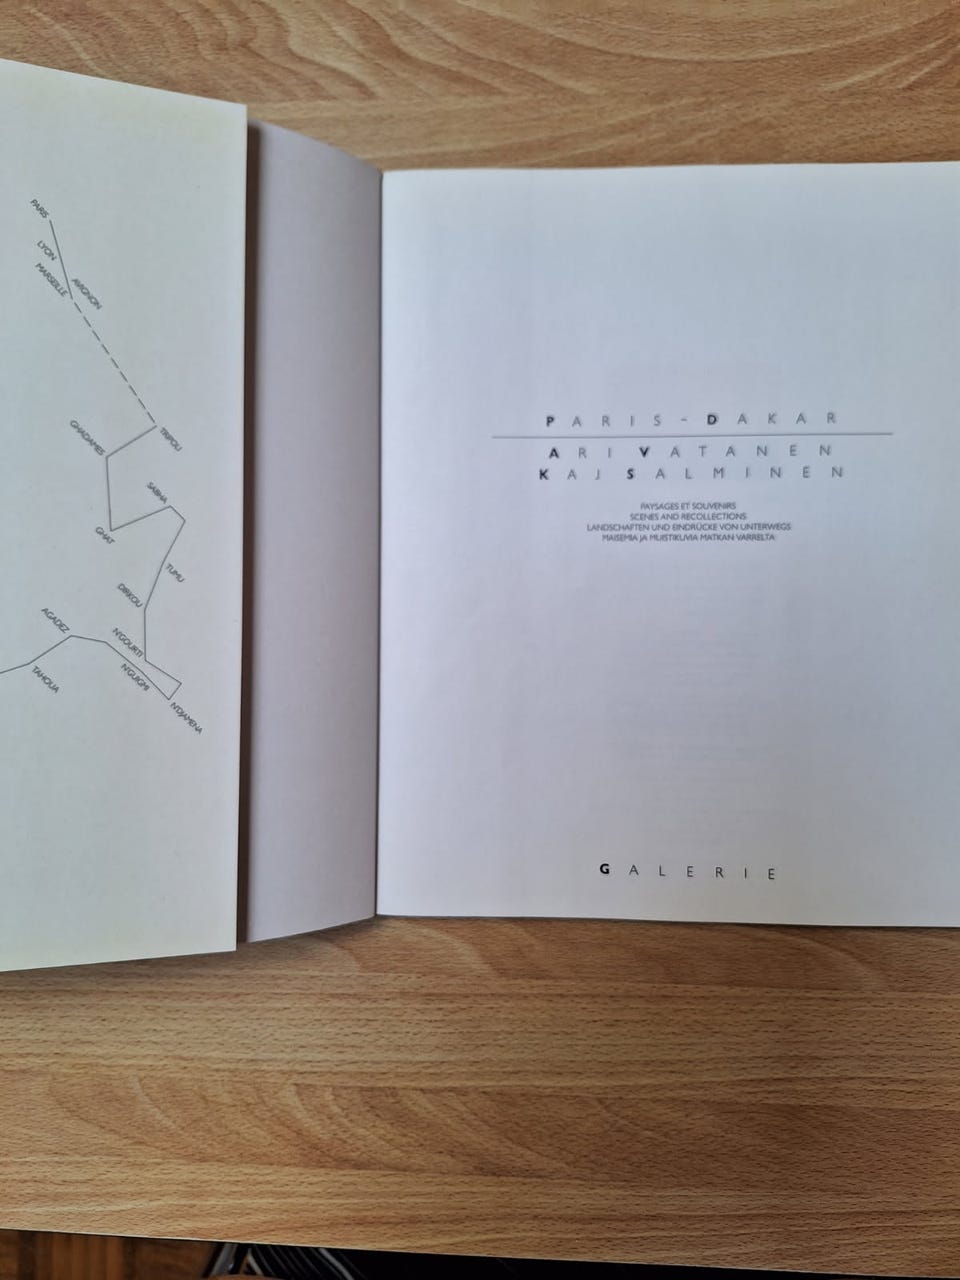 PARIS
LYON
AVIGNON
MARSEILLE
TRIPOLI
GHADAMES
SABHA
GHAT
TUMU
DIRKOU
AGADEZ
N'GOURTI
N'GUIGMI
TAHOUA
N'DJAMENA
PARIS-DAKAR
ARI VATANEN
KAJ SALMINEN
PAYSAGES ET SOUVENIRS
SCENES AND RECOLLECTIONS
LANDSCHAFTEN UND EINDRÜCKE VON UNTERWEGS
MAISEMIA JA MUISTIKUVIA MATKAN VARRELTA
GALERIE